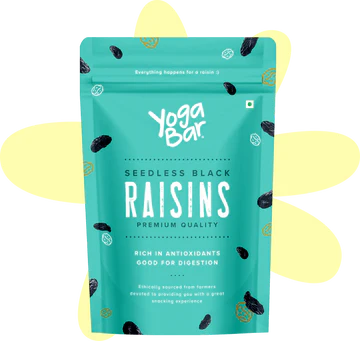 Everything happens for a raisin :)
Yoga
Bar
SEEDLESS BLACK
RAISINS
PREMIUM QUALITY
RICH IN ANTIOXIDANTS
GOOD FOR DIGESTION
Ethically sourced from farmers
devoted to providing you with a great
snacking experience